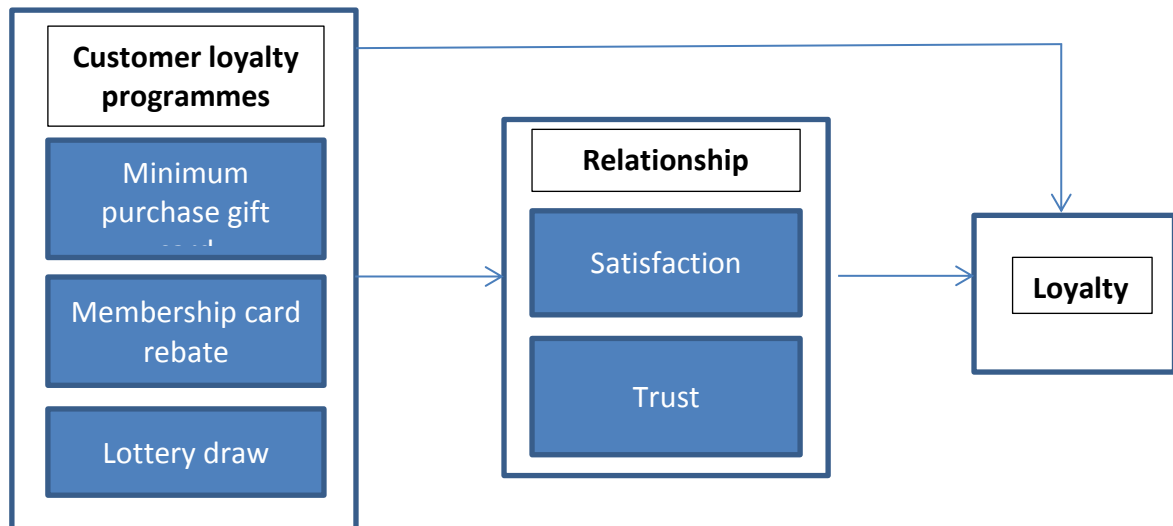 Customer loyalty
programmes
Minimum
purchase gift
Membership card
rebate
Lottery draw
Relationship
Satisfaction
Trust
Loyalty